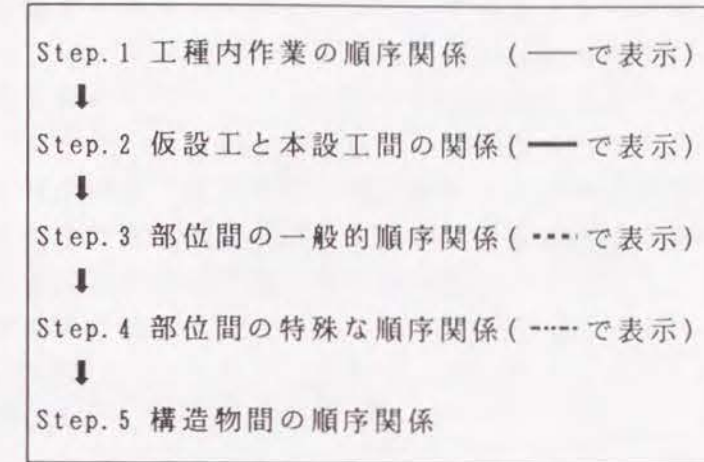 Step.1 工種内作業の順序関係 (――で表示)
⬇
Step.2 仮設工と本設工間の関係(━━で表示)
⬇
Step.3 部位間の一般的順序関係(┅┅で表示)
⬇
Step.4 部位間の特殊な順序関係(┅┅で表示)
⬇
Step.5 構造物間の順序関係